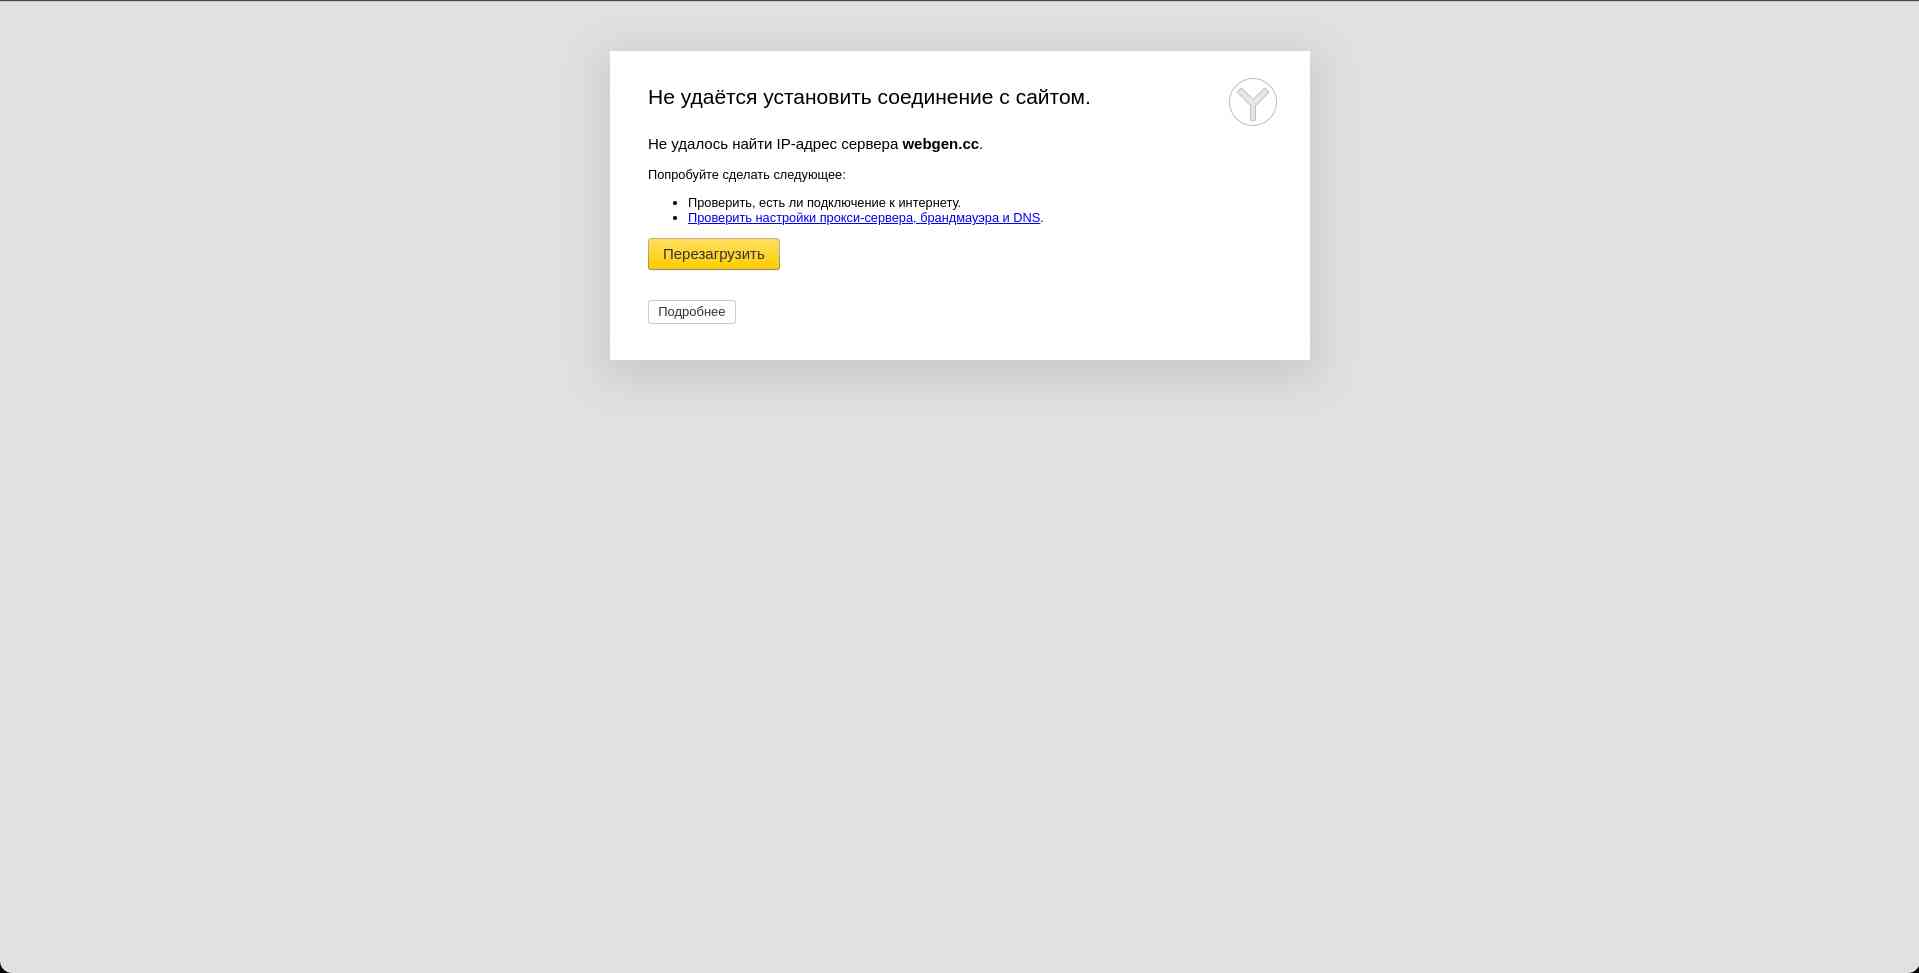 Не удаётся установить соединение с сайтом.
Не удалось найти IP-адрес сервера webgen.cc.
Попробуйте сделать следующее:
Проверить, есть ли подключение к интернету.
Проверить настройки прокси-сервера, брандмауэра и DNS.
Перезагрузить
Подробнее